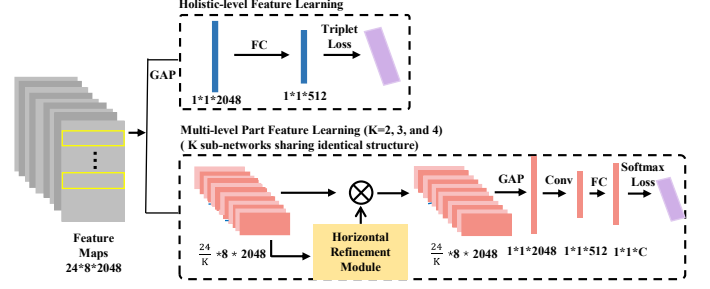 Holistic-level Feature Learning
GAP
FC
Triplet
Loss
1*1*2048
1*1*512
Feature
Maps
24*8*2048
Multi-level Part Feature Learning (K=2, 3, and 4)
( K sub-networks sharing identical structure)
24/K *8 * 2048
Horizontal
Refinement
Module
24/K *8 * 2048
GAP
Conv
FC
Softmax
Loss
1*1*2048
1*1*512
1*1*C